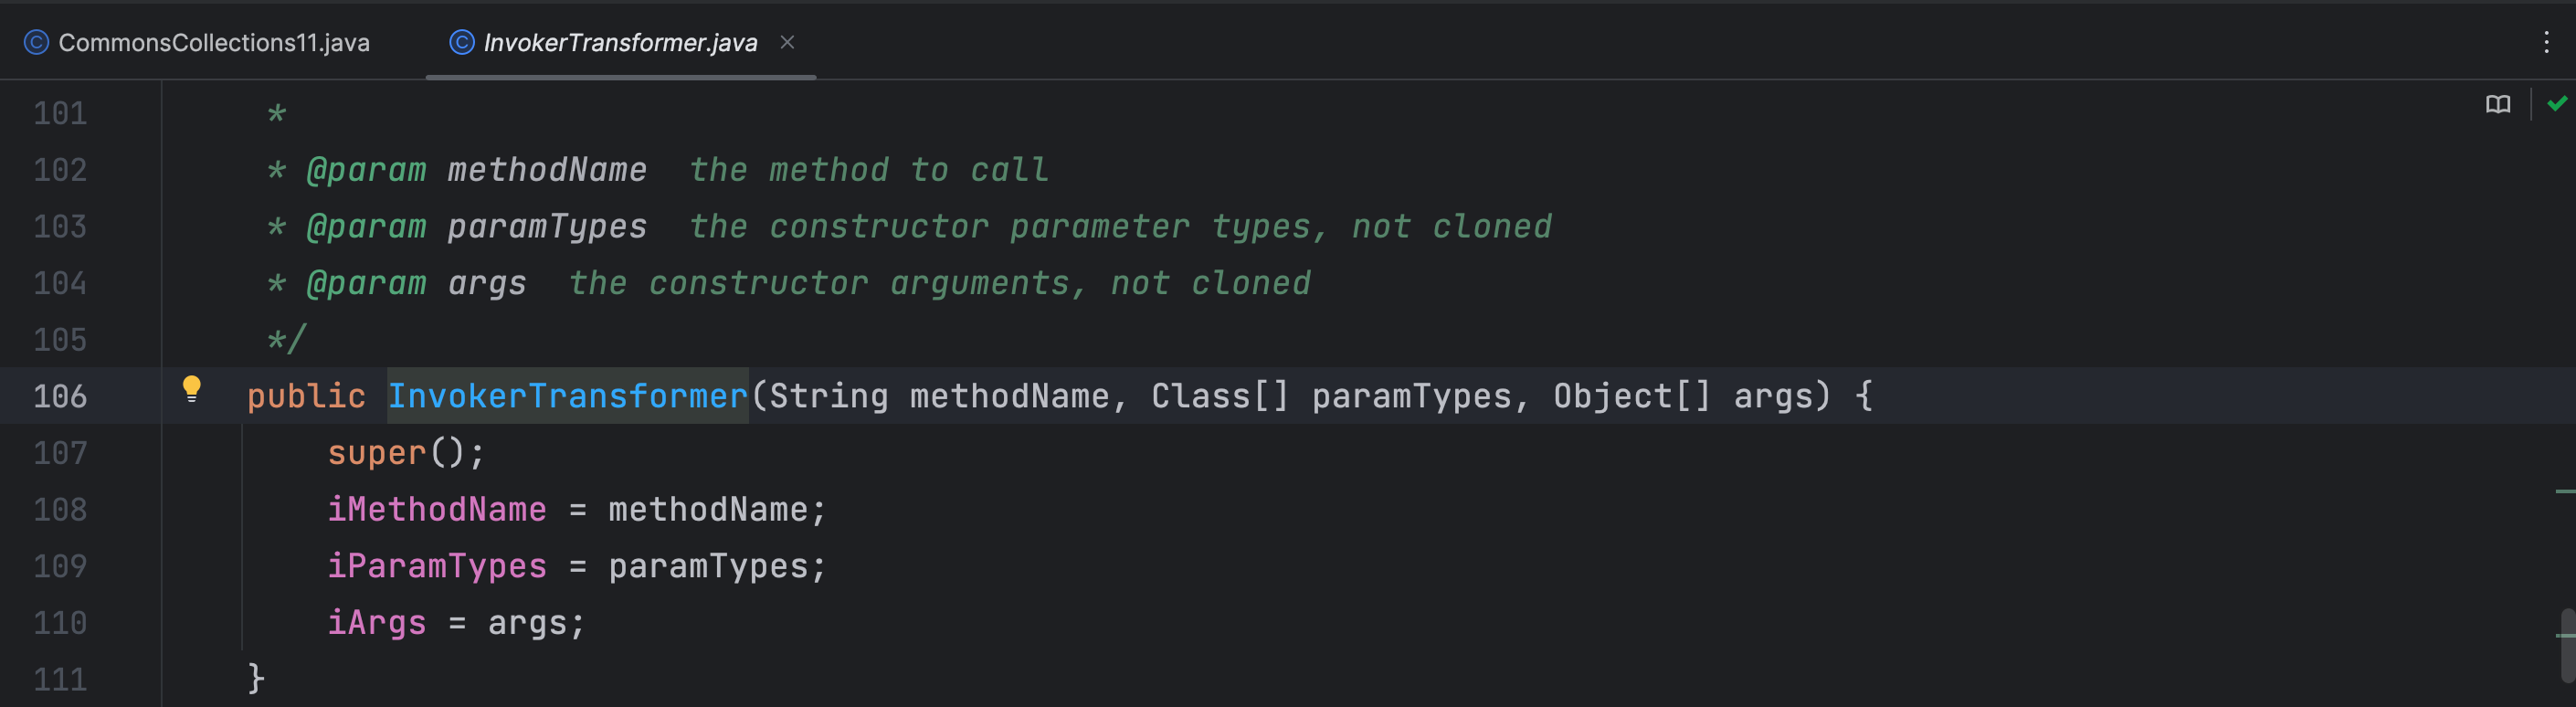 CommonsCollections11.java InvokerTransformer.java
101 *
102 * @param methodName  the method to call
103 * @param paramTypes  the constructor parameter types, not cloned
104 * @param args  the constructor arguments, not cloned
105 */
106 public InvokerTransformer(String methodName, Class[] paramTypes, Object[] args) {
107 super();
108 iMethodName = methodName;
109 iParamTypes = paramTypes;
110 iArgs = args;
111 }